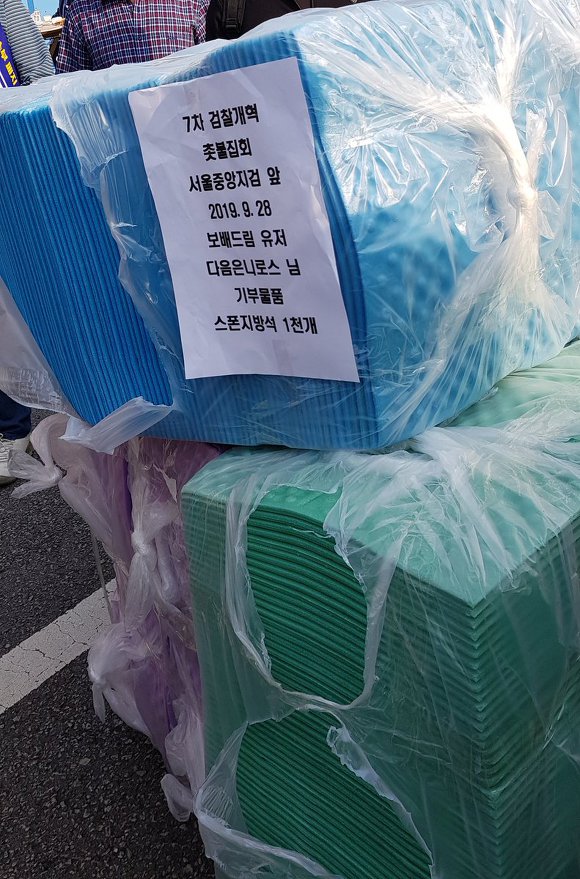 7차 검찰개혁
촛불집회
서울중앙지검 앞
2019. 9. 28
보배드림 유저
다음은니로스 님
기부물품
스폰지방석 1천개